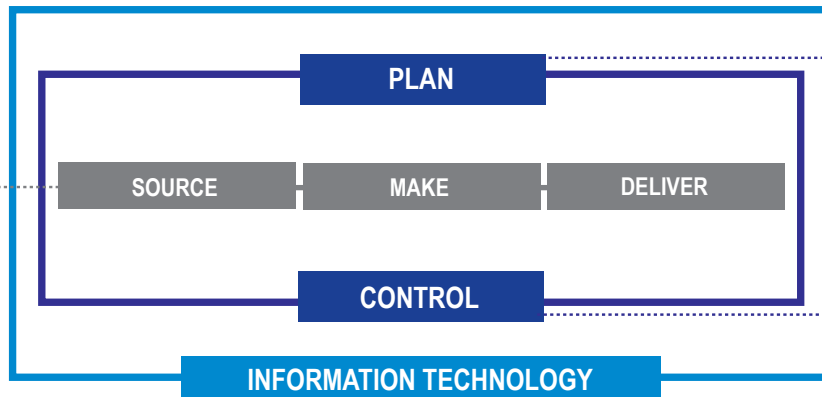 PLAN
SOURCE
MAKE
DELIVER
CONTROL
INFORMATION TECHNOLOGY